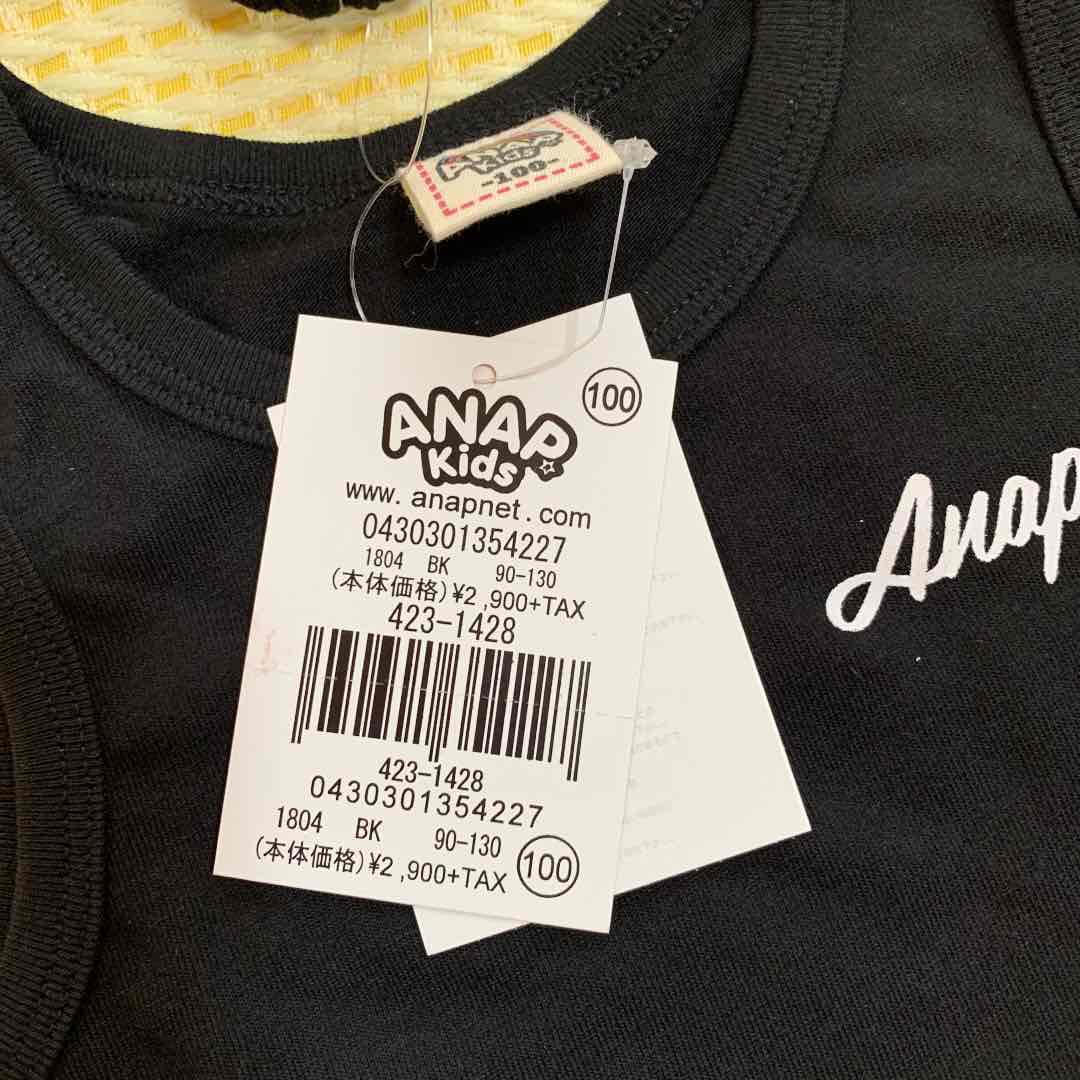 ANAP
Kids
-100-
100
ANAP
Kids
www. anapnet.com
0430301354227
1804 BK 90-130
(本体価格)¥2,900+TAX
423-1428
423-1428
0430301354227
1804 BK 90-130
(本体価格)¥2,900+TAX
100
Anap